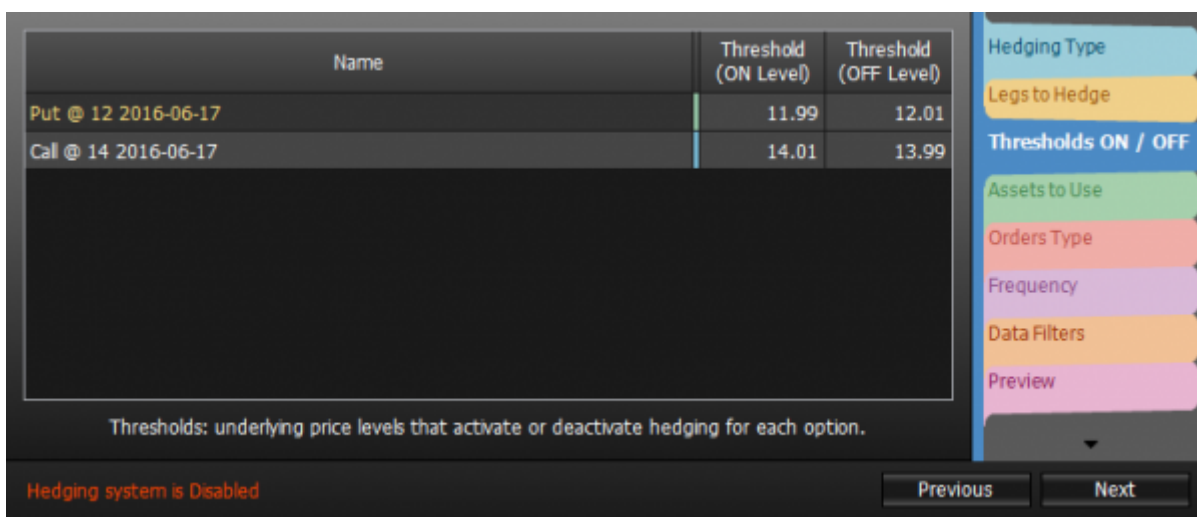 Name
Threshold
(ON Level)
Threshold
(OFF Level)
Put @ 12 2016-06-17 11.99 12.01
Call @ 14 2016-06-17 14.01 13.99
Thresholds: underlying price levels that activate or deactivate hedging for each option.
Hedging system is Disabled
Previous
Next
Hedging Type
Legs to Hedge
Thresholds ON / OFF
Assets to Use
Orders Type
Frequency
Data Filters
Preview